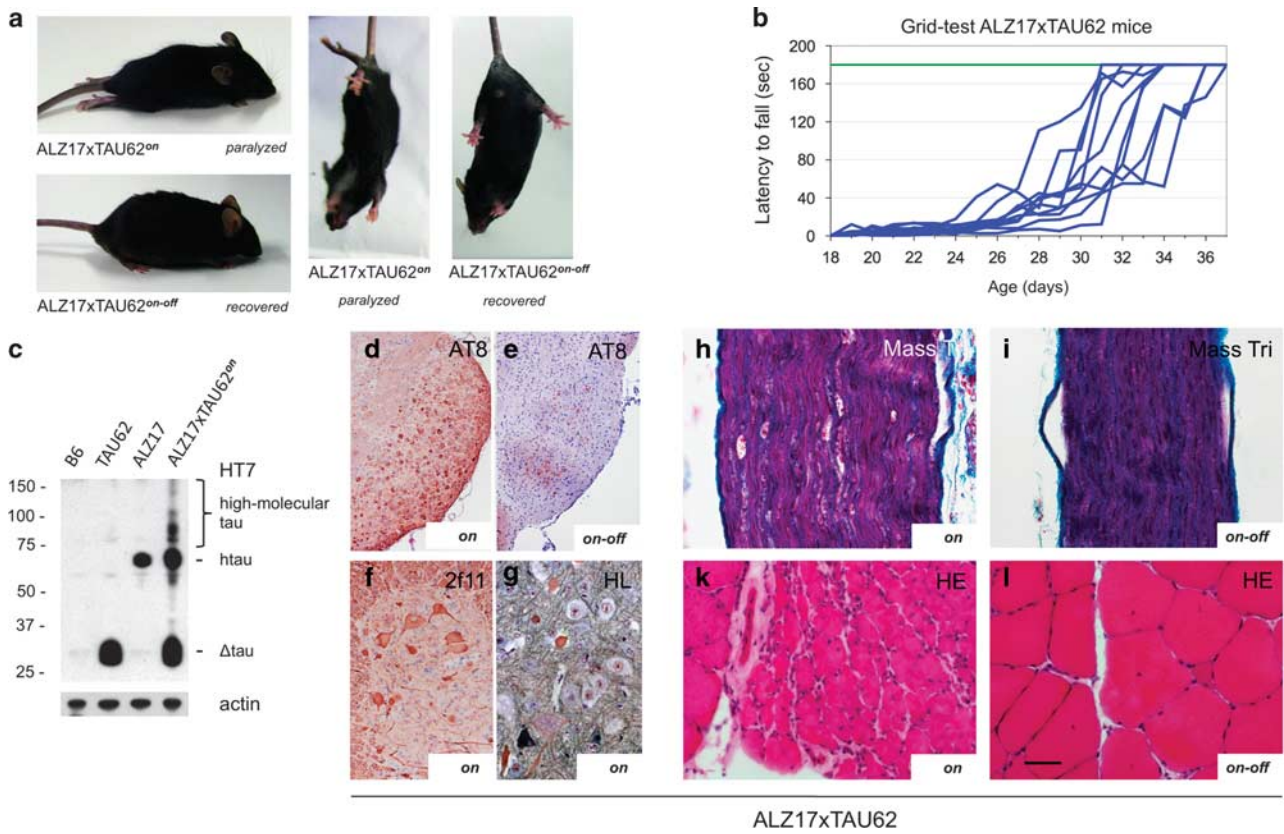 a
ALZ17xTAU62on
paralyzed
ALZ17xTAU62on-off
recovered
ALZ17xTAU62on
paralyzed
ALZ17xTAU62on-off
recovered
b
Grid-test ALZ17xTAU62 mice
Latency to fall (sec)
200
160
120
80
40
0
18 20 22 24 26 28 30 32 34 36
Age (days)
c
B6 TAU62 ALZ17 ALZ17xTAU62on
HT7
150 -
100 -
75 -
50 -
37 -
25 -
high-molecular
tau
- htau
- Δtau
actin
d AT8
on
e AT8
on-off
f 2f11
on
g HL
on
h Mass Tri
on
i Mass Tri
on-off
k HE
on
l HE
on-off
ALZ17xTAU62